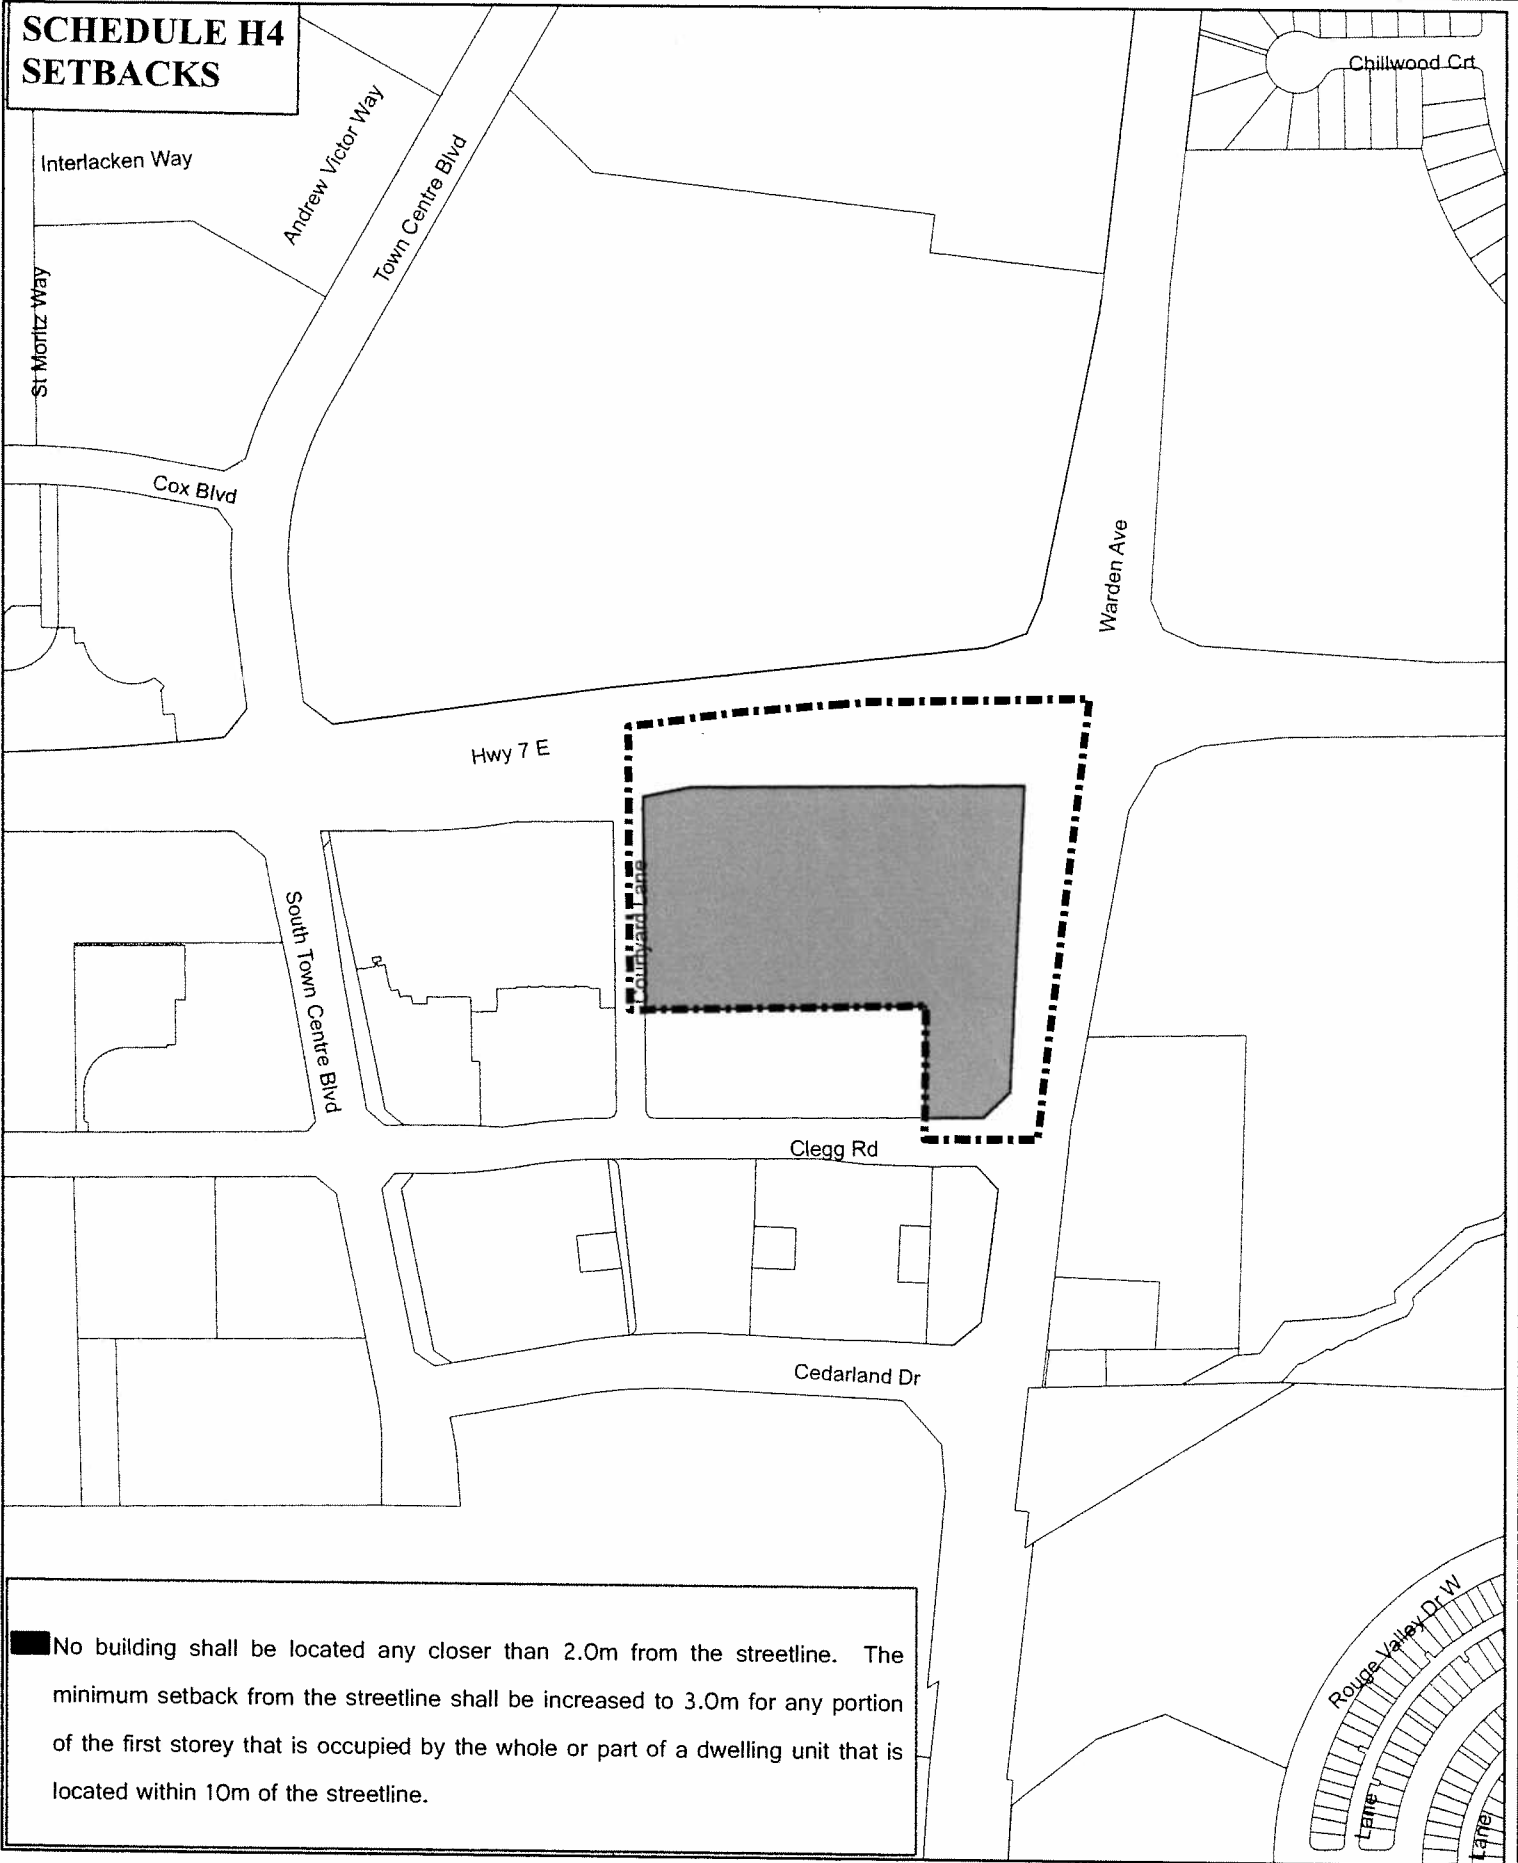 SCHEDULE H4
SETBACKS
Chillwood Crt
Interlacken Way
Andrew Victor Way
Town Centre Blvd
St Moritz Way
Cox Blvd
Warden Ave
Hwy 7 E
Courtyard Lane
South Town Centre Blvd
Clegg Rd
Cedarland Dr
Rouge Valley Dr W
Lane
Lane
No building shall be located any closer than 2.0m from the streetline. The
minimum setback from the streetline shall be increased to 3.0m for any portion
of the first storey that is occupied by the whole or part of a dwelling unit that is
located within 10m of the streetline.